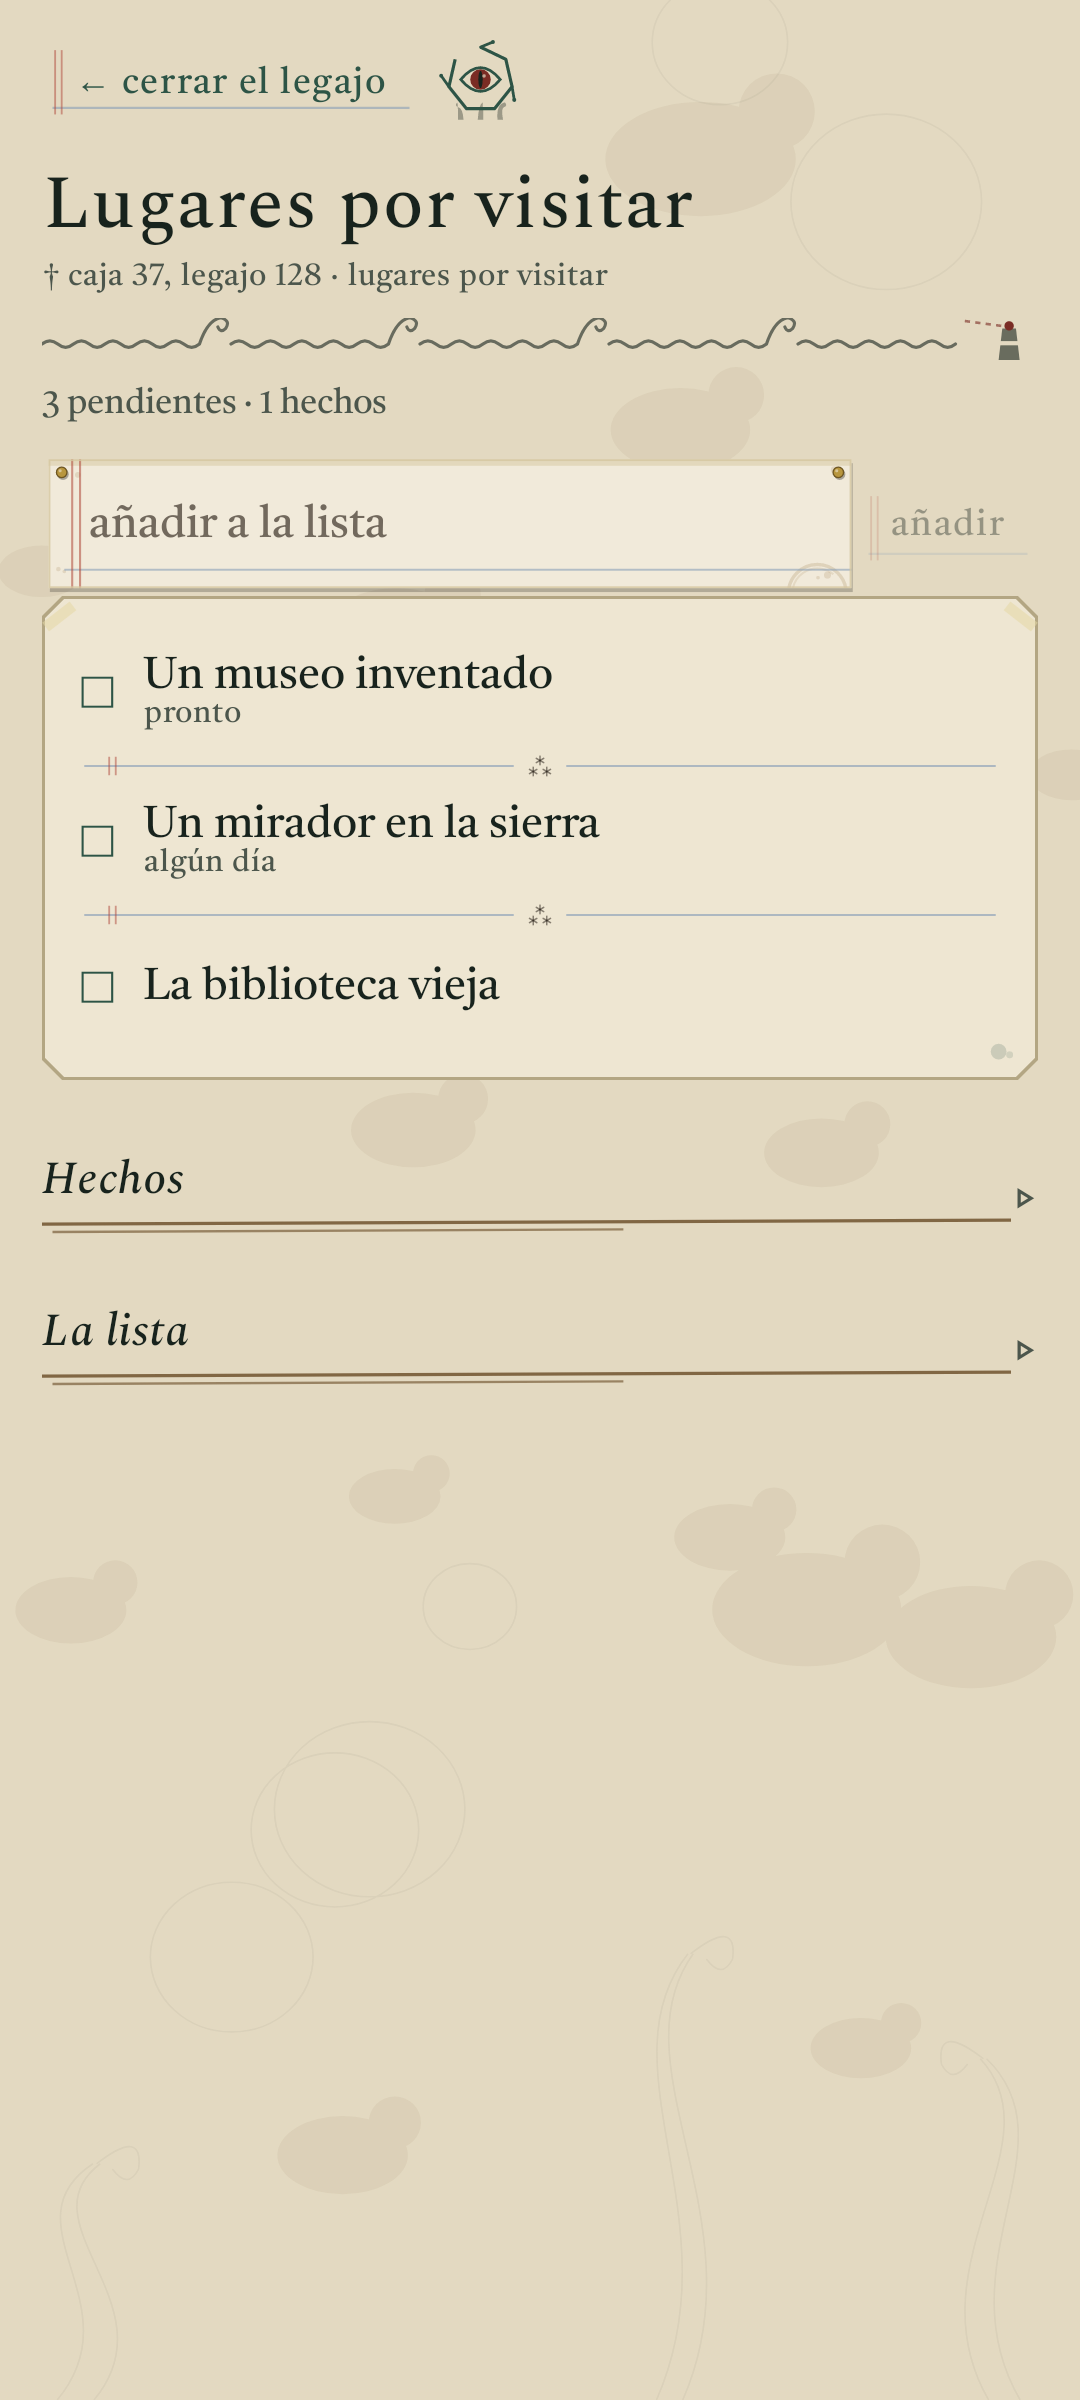 ← cerrar el legajo
Lugares por visitar
† caja 37, legajo 128 · lugares por visitar
3 pendientes · 1 hechos
añadir a la lista
añadir
Un museo inventado
pronto
Un mirador en la sierra
algún día
La biblioteca vieja
Hechos
La lista